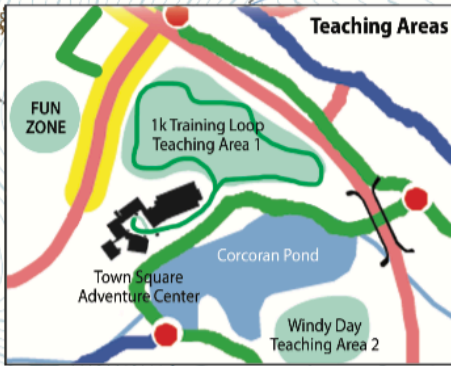 Teaching Areas
FUN
ZONE
1k Training Loop
Teaching Area 1
Corcoran Pond
Town Square
Adventure Center
Windy Day
Teaching Area 2